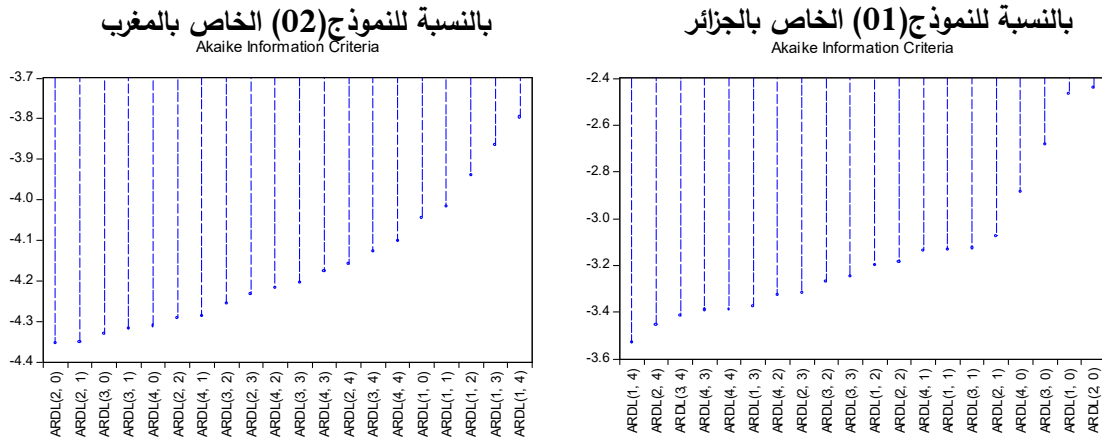 بالنسبة للنموذج(01) الخاص بالجزائر
Akaike Information Criteria
-2.4
-2.6
-2.8
-3.0
-3.2
-3.4
-3.6
ARDL(1, 4)
ARDL(2, 4)
ARDL(3, 4)
ARDL(4, 3)
ARDL(4, 4)
ARDL(1, 3)
ARDL(4, 2)
ARDL(2, 3)
ARDL(3, 2)
ARDL(3, 3)
ARDL(1, 2)
ARDL(2, 2)
ARDL(4, 1)
ARDL(1, 1)
ARDL(3, 1)
ARDL(2, 1)
ARDL(4, 0)
ARDL(3, 0)
ARDL(1, 0)
ARDL(2, 0)
بالنسبة للنموذج(02) الخاص بالمغرب
Akaike Information Criteria
-3.7
-3.8
-3.9
-4.0
-4.1
-4.2
-4.3
-4.4
ARDL(2, 0)
ARDL(2, 1)
ARDL(3, 0)
ARDL(3, 1)
ARDL(4, 0)
ARDL(2, 2)
ARDL(4, 1)
ARDL(3, 2)
ARDL(2, 3)
ARDL(4, 2)
ARDL(3, 3)
ARDL(4, 3)
ARDL(2, 4)
ARDL(3, 4)
ARDL(4, 4)
ARDL(1, 0)
ARDL(1, 1)
ARDL(1, 2)
ARDL(1, 3)
ARDL(1, 4)